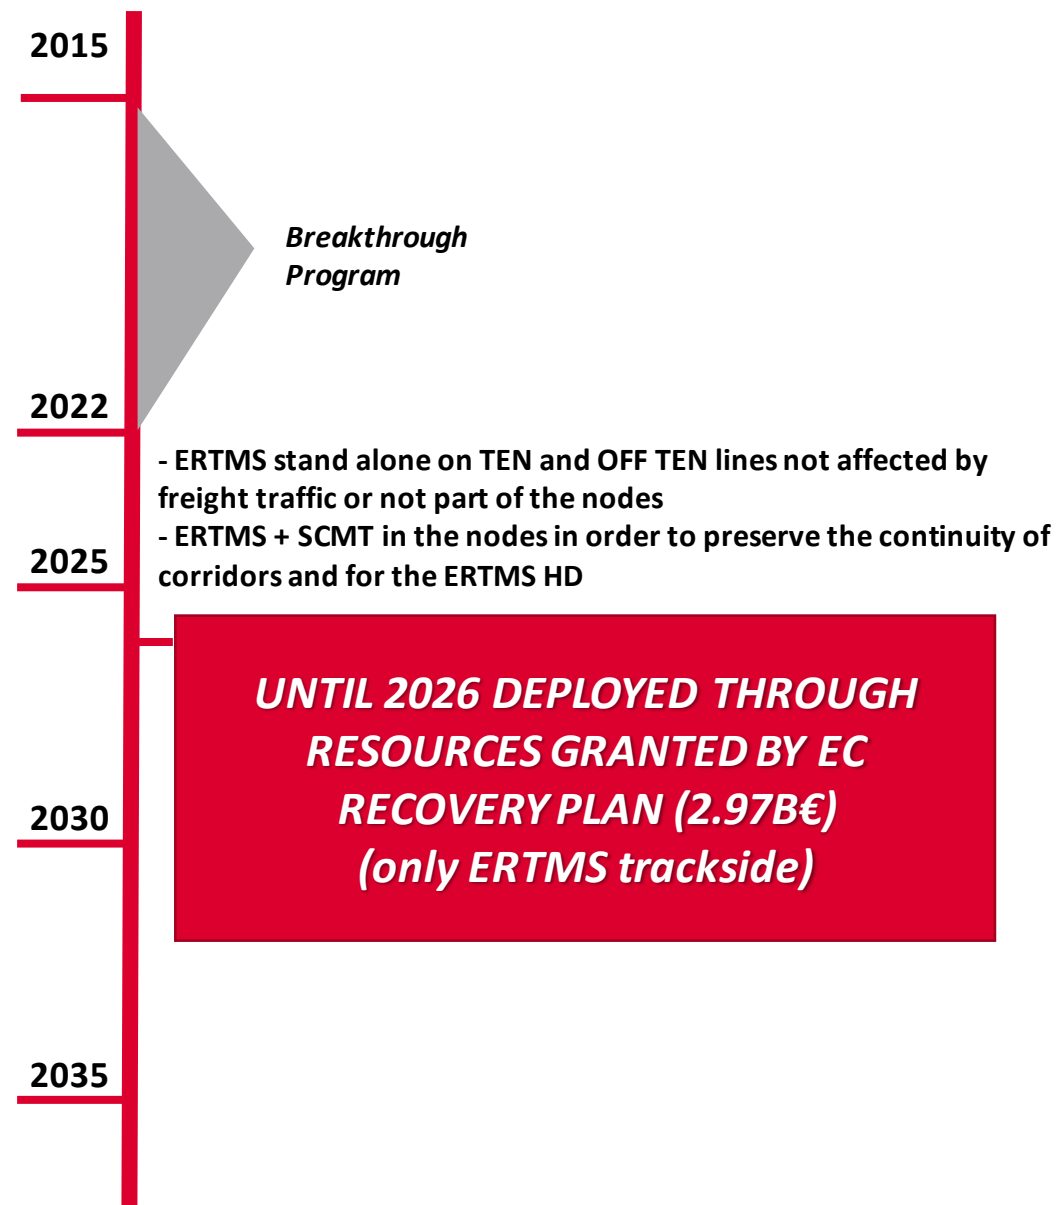 2015
Breakthrough
Program
2022
- ERTMS stand alone on TEN and OFF TEN lines not affected by
freight traffic or not part of the nodes
- ERTMS + SCMT in the nodes in order to preserve the continuity of
corridors and for the ERTMS HD
2025
UNTIL 2026 DEPLOYED THROUGH
RESOURCES GRANTED BY EC
RECOVERY PLAN (2.97B€)
(only ERTMS trackside)
2030
2035